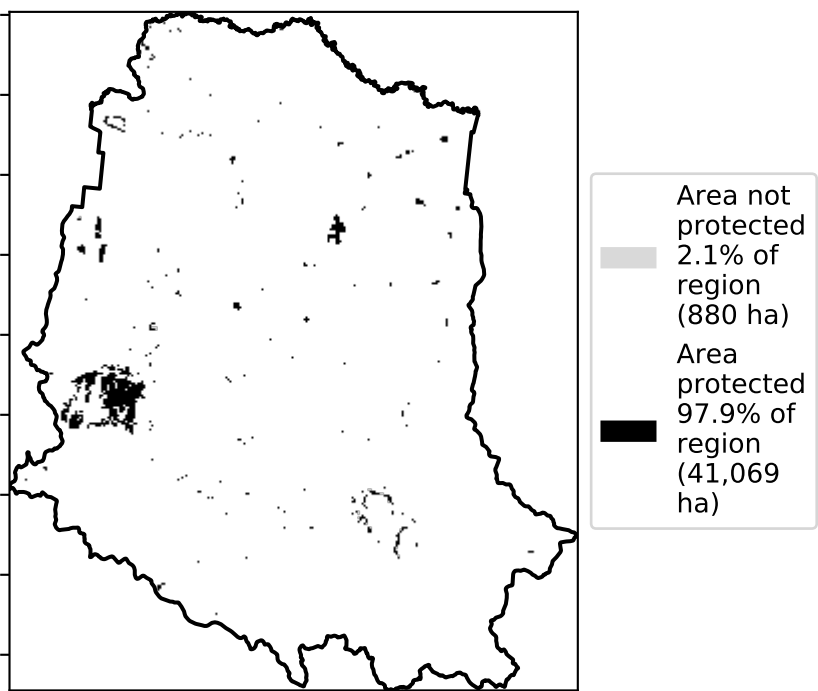 Area not
protected
2.1% of
region
(880 ha)
Area
protected
97.9% of
region
(41,069
ha)